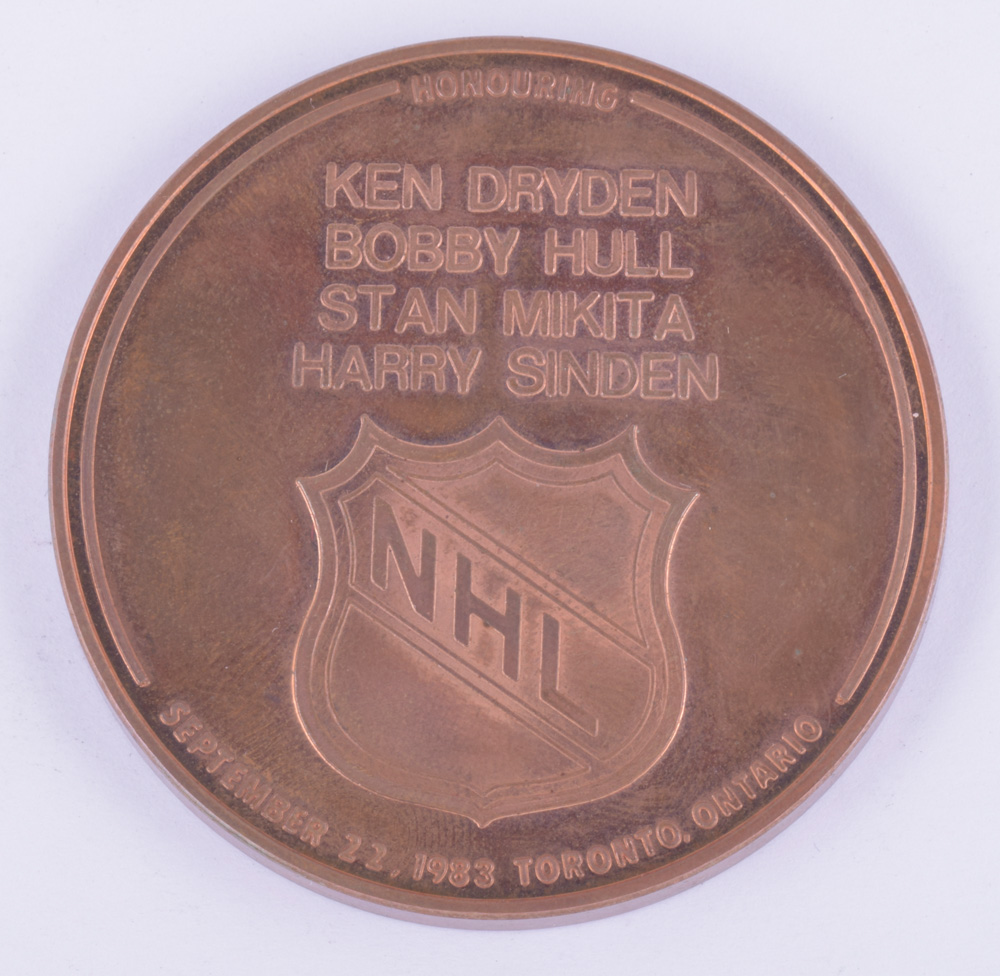 HONOURING
KEN DRYDEN
BOBBY HULL
STAN MIKITA
HARRY SINDEN
NHL
SEPTEMBER 22, 1983 TORONTO, ONTARIO